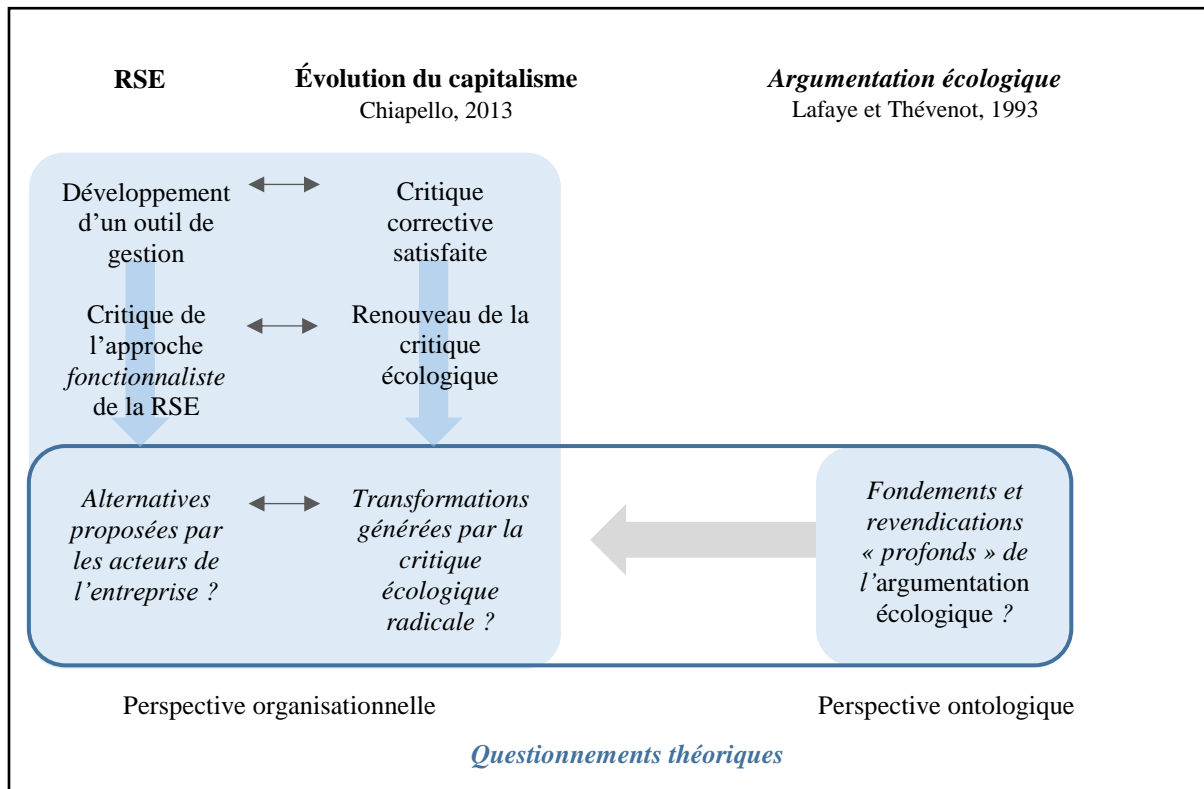 RSE
Évolution du capitalisme
Chiapello, 2013
Argumentation écologique
Lafaye et Thévenot, 1993
Développement
d'un outil de
gestion
Critique
corrective
satisfaite
Critique de
l'approche
fonctionnaliste
de la RSE
Renouveau de la
critique
écologique
Alternatives
proposées par
les acteurs de
l'entreprise ?
Transformations
générées par la
critique
écologique
radicale ?
Fondements et
revendications
« profonds » de
l'argumentation
écologique ?
Perspective organisationnelle
Perspective ontologique
Questionnements théoriques